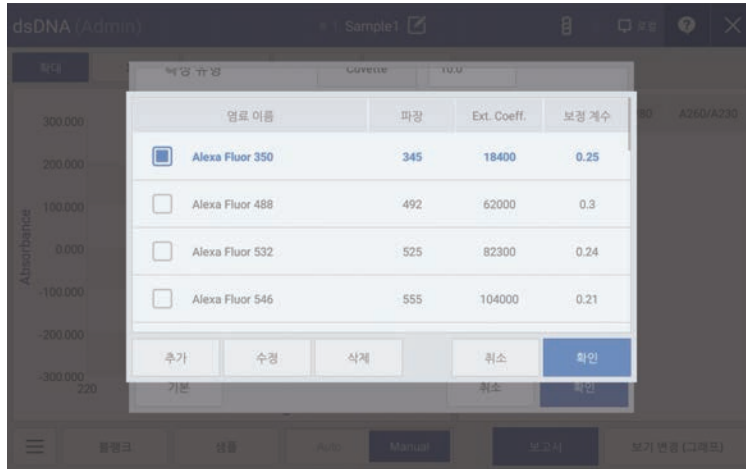 dsDNA (Admin) # 1 Sample1 로컬 ?
확대
측정 유형 Cuvette 10.0
염료 이름 파장 Ext. Coeff. 보정 계수 A260/A230
300.000
Alexa Fluor 350 345 18400 0.25
200.000
Alexa Fluor 488 492 62000 0.3
100.000
Absorbance
0.000
Alexa Fluor 532 525 82300 0.24
-100.000
Alexa Fluor 546 555 104000 0.21
-200.000
추가 수정 삭제 취소 확인
-300.000
220 기본 취소 확인
블랭크 샘플 Auto Manual 보고서 보기 변경 (그래프)